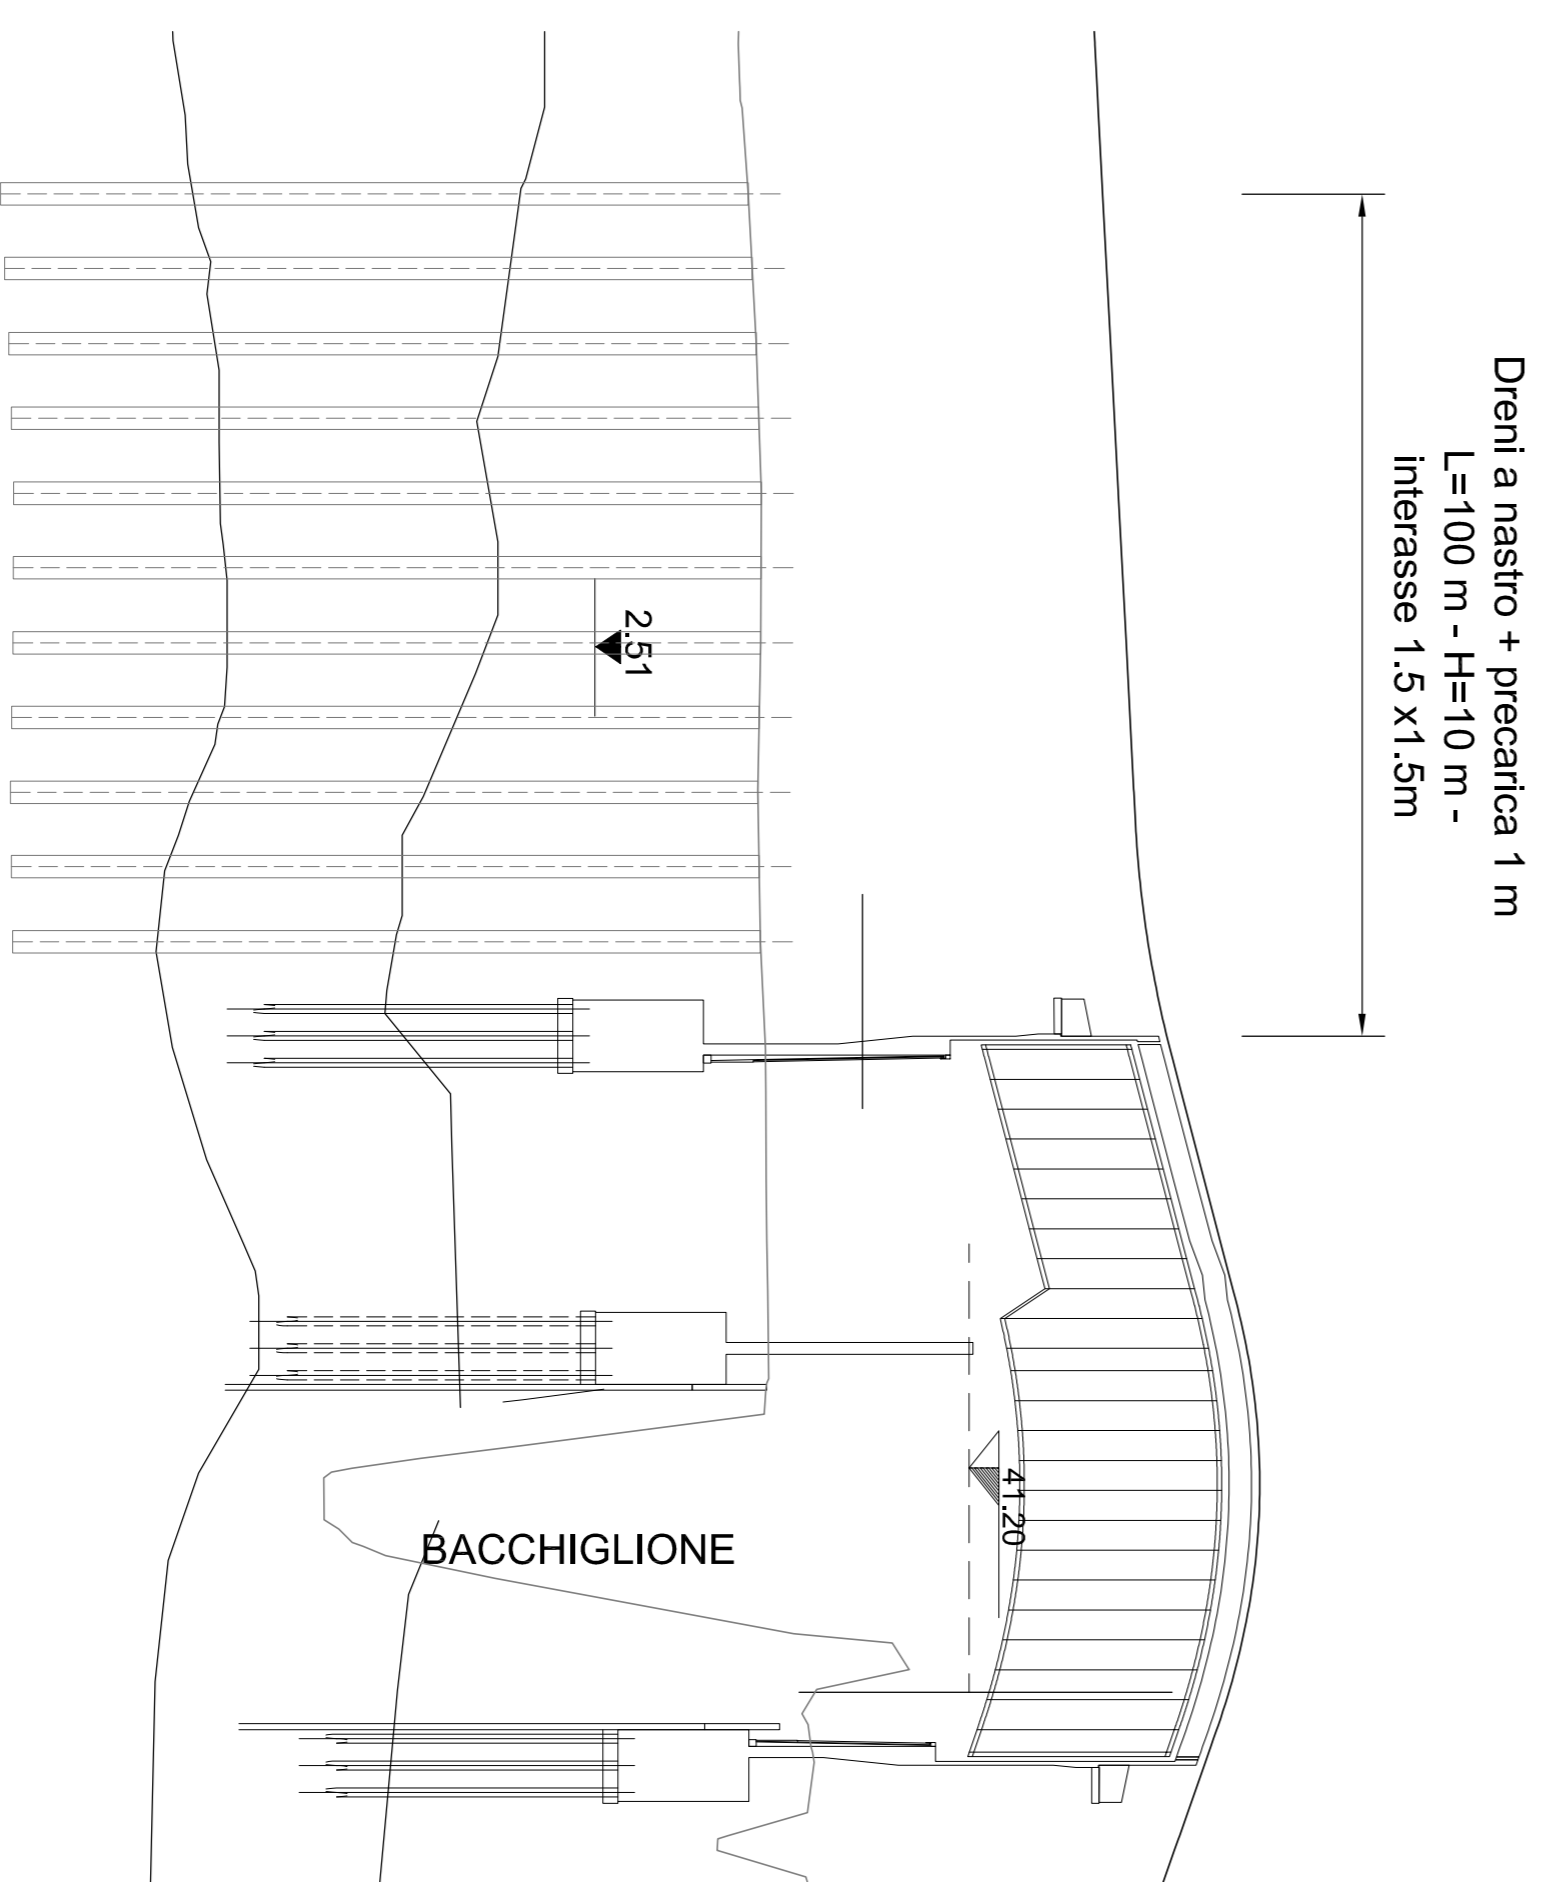 Dreni a nastro + precarica 1 m
L=100 m - H=10 m -
interasse 1.5 x1.5m
2.51
41.20
BACCHIGLIONE